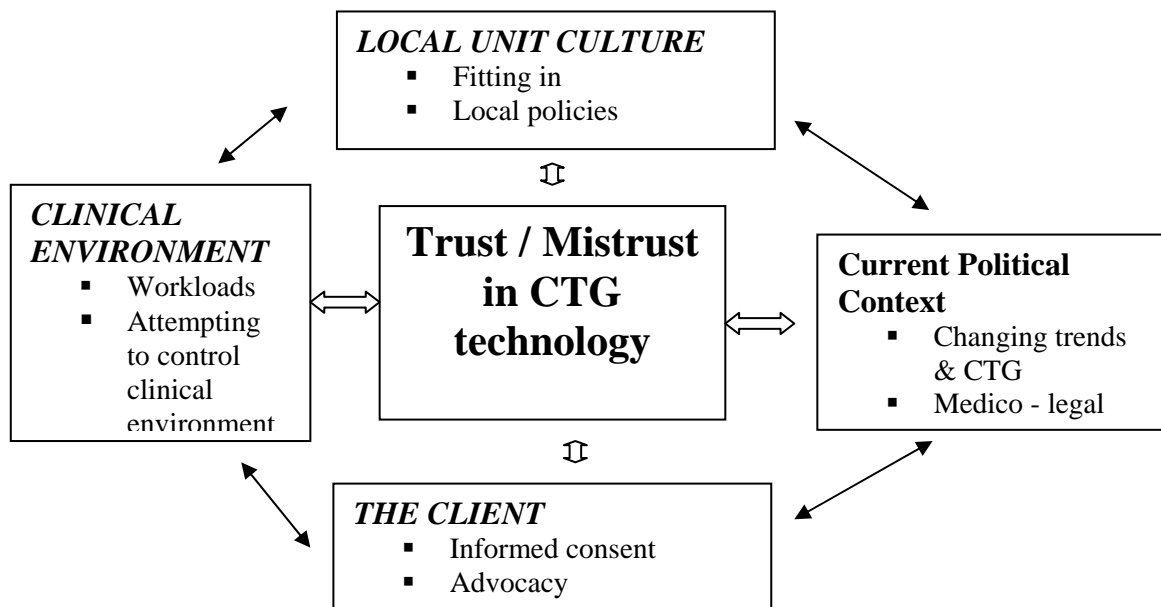 LOCAL UNIT CULTURE
▪ Fitting in
▪ Local policies
CLINICAL
ENVIRONMENT
▪ Workloads
▪ Attempting
to control
clinical
environment
Trust / Mistrust
in CTG
technology
Current Political
Context
▪ Changing trends
& CTG
▪ Medico - legal
THE CLIENT
▪ Informed consent
▪ Advocacy